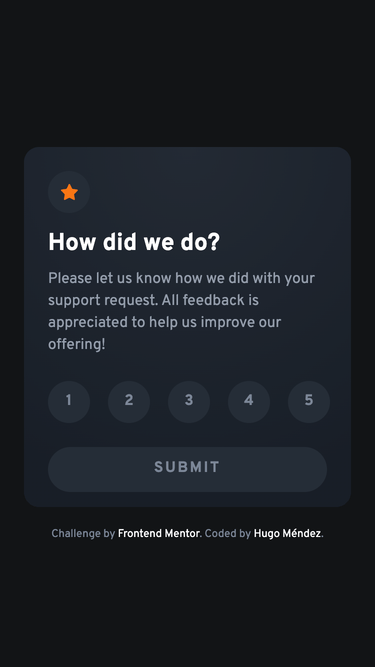 How did we do?
Please let us know how we did with your
support request. All feedback is
appreciated to help us improve our
offering!
1 2 3 4 5
SUBMIT
Challenge by Frontend Mentor. Coded by Hugo Méndez.